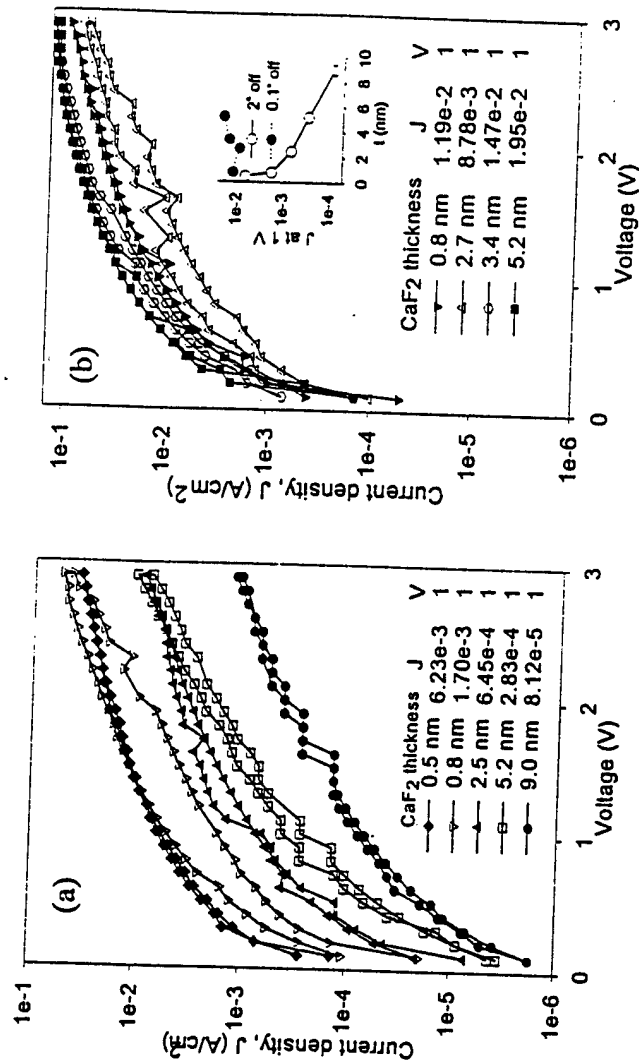 (a)
Current density, J (A/cm²)
1e-1
1e-2
1e-3
1e-4
1e-5
1e-6
0
1
2
3
Voltage (V)
CaF2 thickness J V
0.5 nm 6.23e-3 1
0.8 nm 1.70e-3 1
2.5 nm 6.45e-4 1
5.2 nm 2.83e-4 1
9.0 nm 8.12e-5 1
(b)
Current density, J (A/cm²)
1e-1
1e-2
1e-3
1e-4
1e-5
1e-6
0
1
2
3
Voltage (V)
CaF2 thickness J V
0.8 nm 1.19e-2 1
2.7 nm 8.78e-3 1
3.4 nm 1.47e-2 1
5.2 nm 1.95e-2 1
J at 1 V
1e-2
1e-3
1e-4
2° off
0.1° off
0 2 4 6 8 10
t (nm)